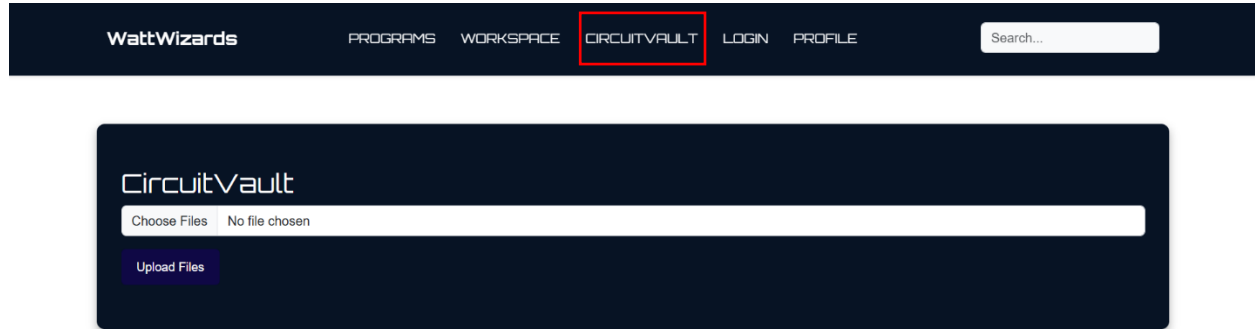 WattWizards PROGRAMS WORKSPACE CIRCUITVAULT LOGIN PROFILE Search...
CircuitVault
Choose Files No file chosen
Upload Files